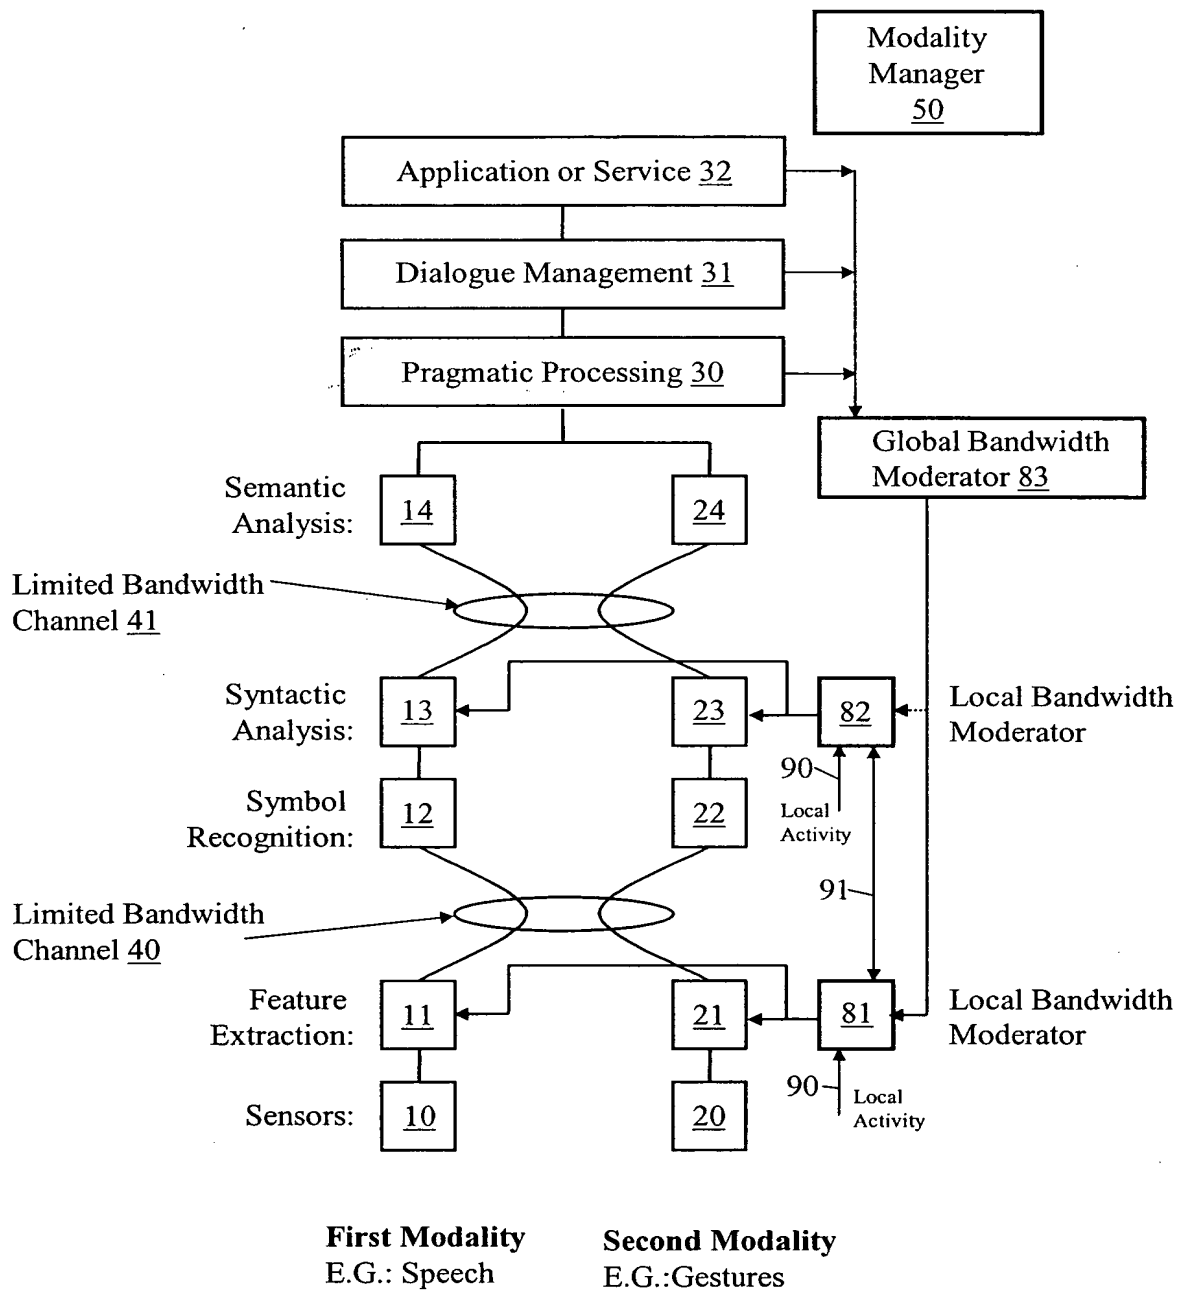 Modality
Manager
50
Application or Service 32
Dialogue Management 31
Pragmatic Processing 30
Global Bandwidth
Moderator 83
Semantic
Analysis:
14
24
Limited Bandwidth
Channel 41
Syntactic
Analysis:
13
23
82
Local Bandwidth
Moderator
90
Local
Activity
Symbol
Recognition:
12
22
91
Limited Bandwidth
Channel 40
Feature
Extraction:
11
21
81
Local Bandwidth
Moderator
90
Local
Activity
Sensors:
10
20
First Modality
E.G.: Speech
Second Modality
E.G.:Gestures